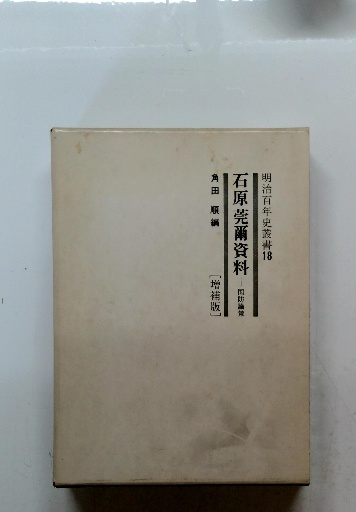 明治百年史叢書18
石原莞爾資料
―国防論策
〔増補版〕
角田 順編